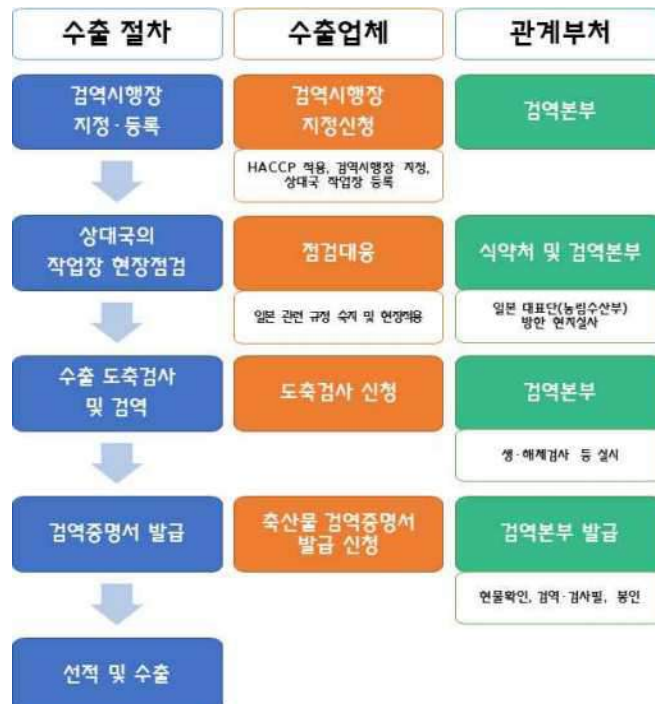 수출 절차
수출업체
관계부처
검역시행장
지정·등록
검역시행장
지정신청
검역본부
HACCP 적용, 검역시행장 지정,
상대국 작업장 등록
상대국의
작업장 현장점검
점검대응
식약처 및 검역본부
일본 관련 규정 숙지 및 현장적용
일본 대표단(농림수산부)
방한 현지실사
수출 도축검사
및 검역
도축검사 신청
검역본부
생·해체검사 등 실시
검역증명서 발급
축산물 검역증명서
발급 신청
검역본부 발급
현물확인, 검역·검사필, 봉인
선적 및 수출